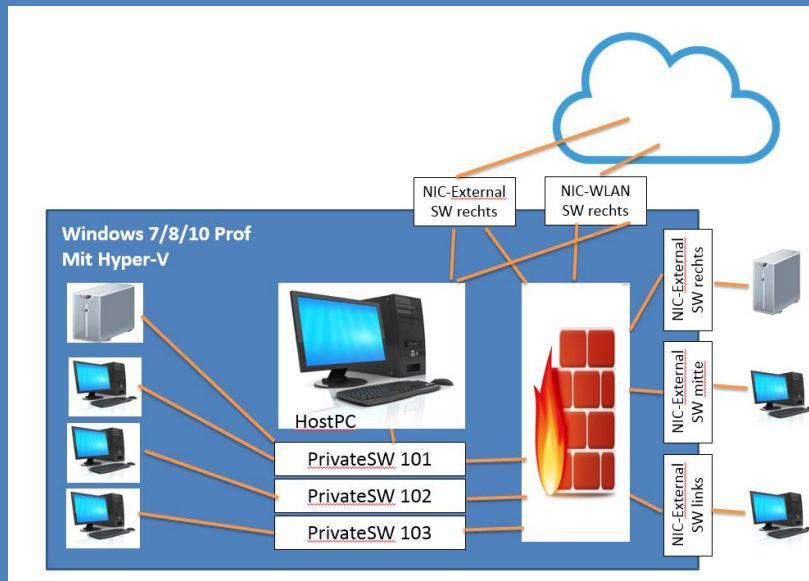 NIC-External
SW rechts
NIC-WLAN
SW rechts
Windows 7/8/10 Prof
Mit Hyper-V
NIC-External
SW rechts
NIC-External
SW mitte
NIC-External
SW links
HostPC
PrivateSW 101
PrivateSW 102
PrivateSW 103